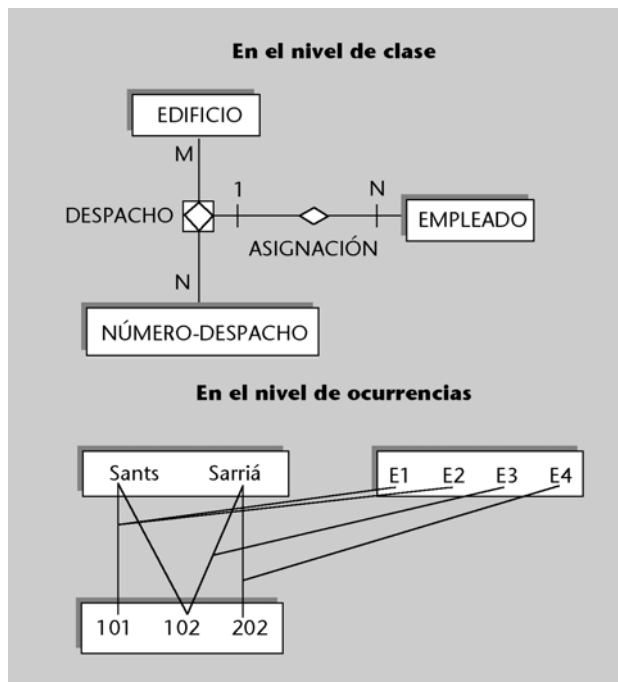 En el nivel de clase
EDIFICIO
M
1
N
DESPACHO
EMPLEADO
ASIGNACIÓN
N
NÚMERO-DESPACHO
En el nivel de ocurrencias
Sants Sarriá
E1 E2 E3 E4
101 102 202